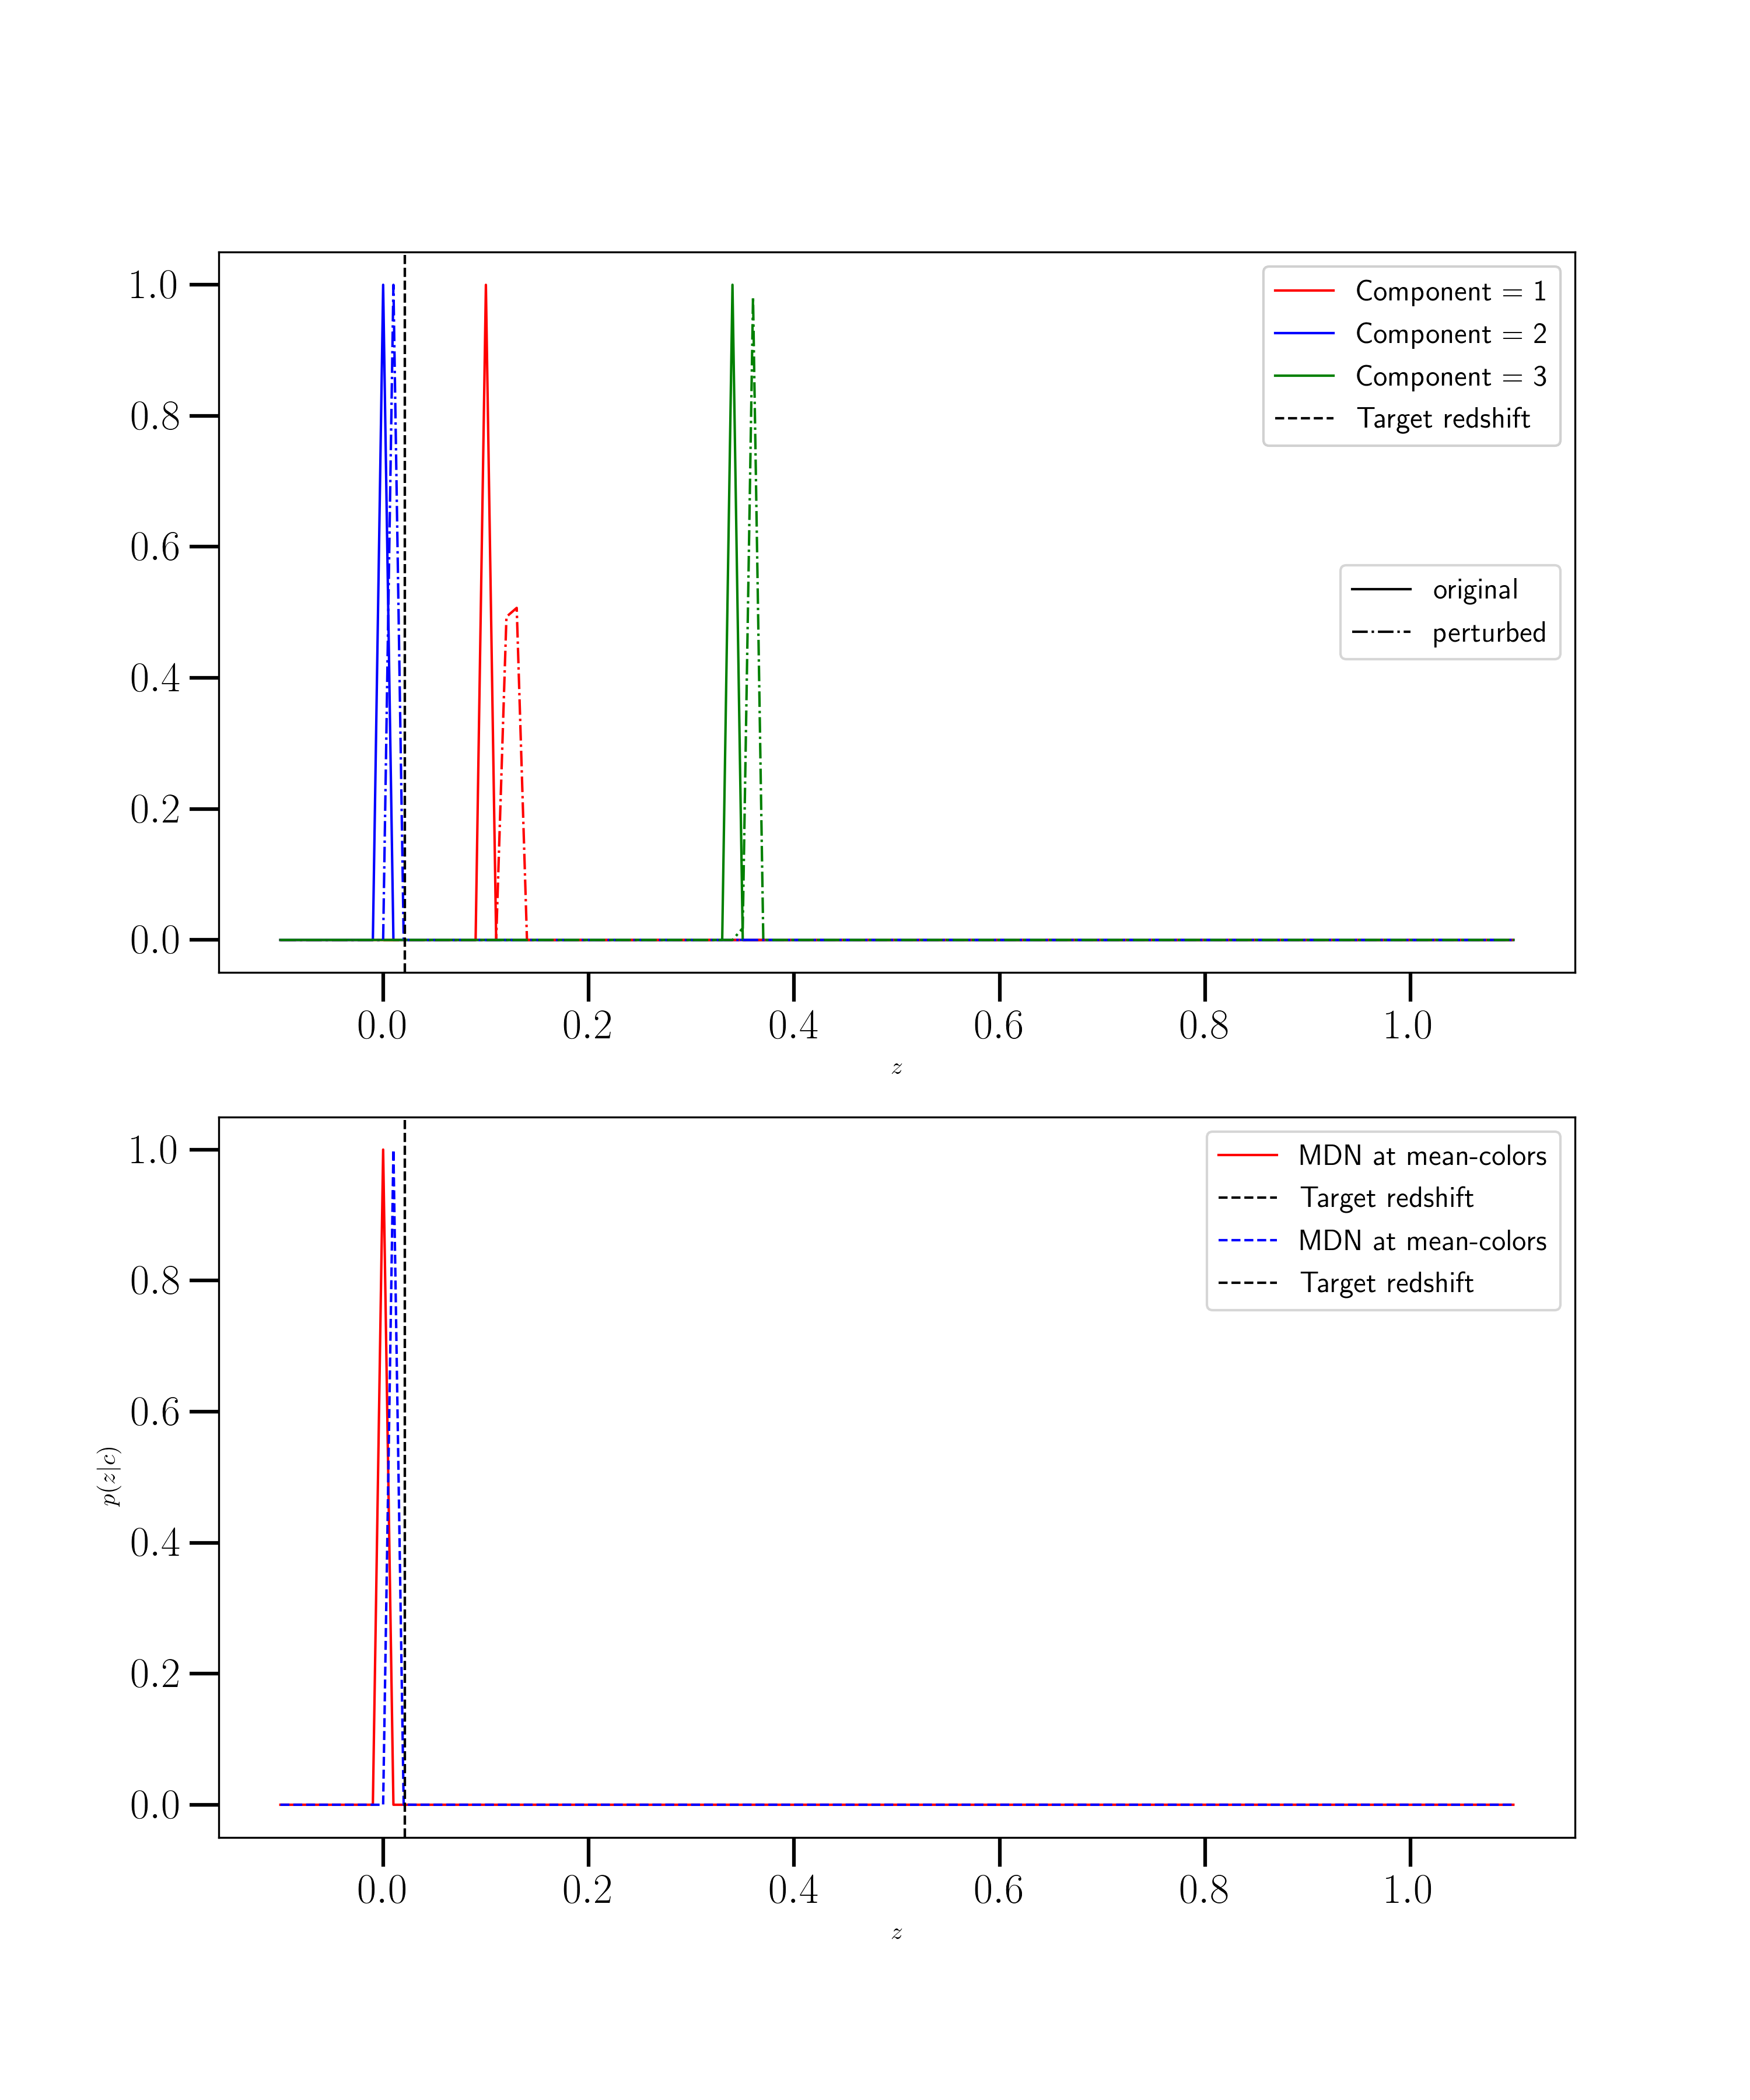 1.0
0.8
0.6
0.4
0.2
0.0
Component = 1
Component = 2
Component = 3
Target redshift
original
perturbed
0.0 0.2 0.4 0.6 0.8 1.0
z
1.0
0.8
0.6
0.4
0.2
0.0
p(z|c)
MDN at mean-colors
Target redshift
MDN at mean-colors
Target redshift
0.0 0.2 0.4 0.6 0.8 1.0
z